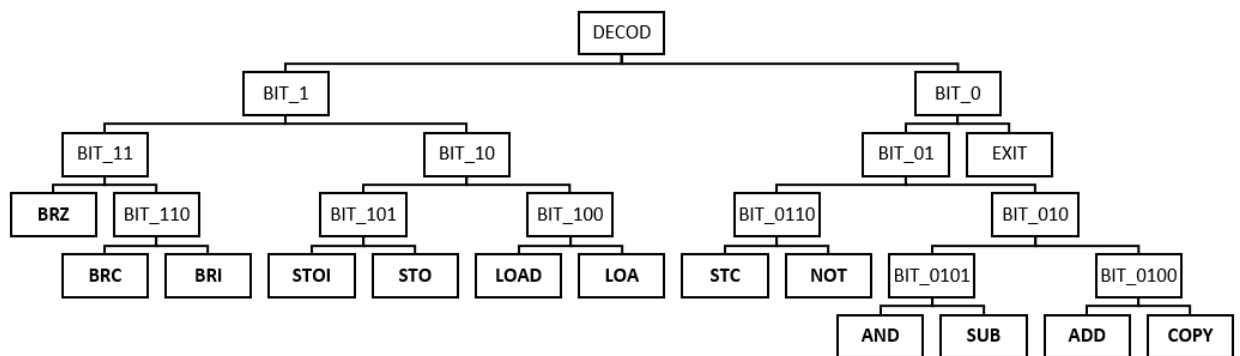 DECOD
BIT_1
BIT_0
BIT_11
BIT_10
BIT_01
EXIT
BRZ
BIT_110
BIT_101
BIT_100
BIT_0110
BIT_010
BRC
BRI
STOI
STO
LOAD
LOA
STC
NOT
BIT_0101
BIT_0100
AND
SUB
ADD
COPY